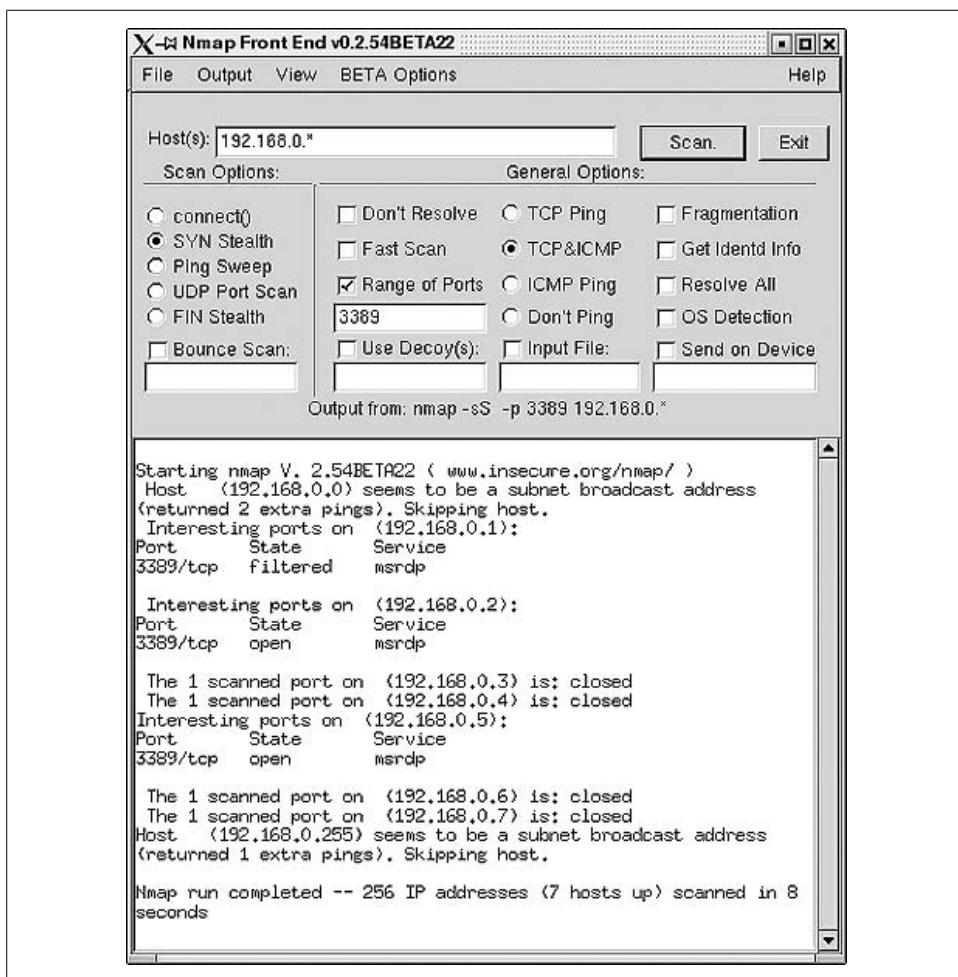 Nmap Front End v0.2.54BETA22
File Output View BETA Options Help
Host(s): 192.168.0.* Scan. Exit
Scan Options: General Options:
connect()
SYN Stealth
Ping Sweep
UDP Port Scan
FIN Stealth
Bounce Scan:
Don't Resolve TCP Ping Fragmentation
Fast Scan TCP&ICMP Get Identd Info
Range of Ports ICMP Ping Resolve All
3389 Don't Ping OS Detection
Use Decoy(s): Input File: Send on Device
Output from: nmap -sS -p 3389 192.168.0.*
Starting nmap V. 2.54BETA22 ( www.insecure.org/nmap/ )
Host (192.168.0.0) seems to be a subnet broadcast address
(returned 2 extra pings). Skipping host.
Interesting ports on (192.168.0.1):
Port State Service
3389/tcp filtered msrdp
Interesting ports on (192.168.0.2):
Port State Service
3389/tcp open msrdp
The 1 scanned port on (192.168.0.3) is: closed
The 1 scanned port on (192.168.0.4) is: closed
Interesting ports on (192.168.0.5):
Port State Service
3389/tcp open msrdp
The 1 scanned port on (192.168.0.6) is: closed
The 1 scanned port on (192.168.0.7) is: closed
Host (192.168.0.255) seems to be a subnet broadcast address
(returned 1 extra pings). Skipping host.
Nmap run completed -- 256 IP addresses (7 hosts up) scanned in 8
seconds